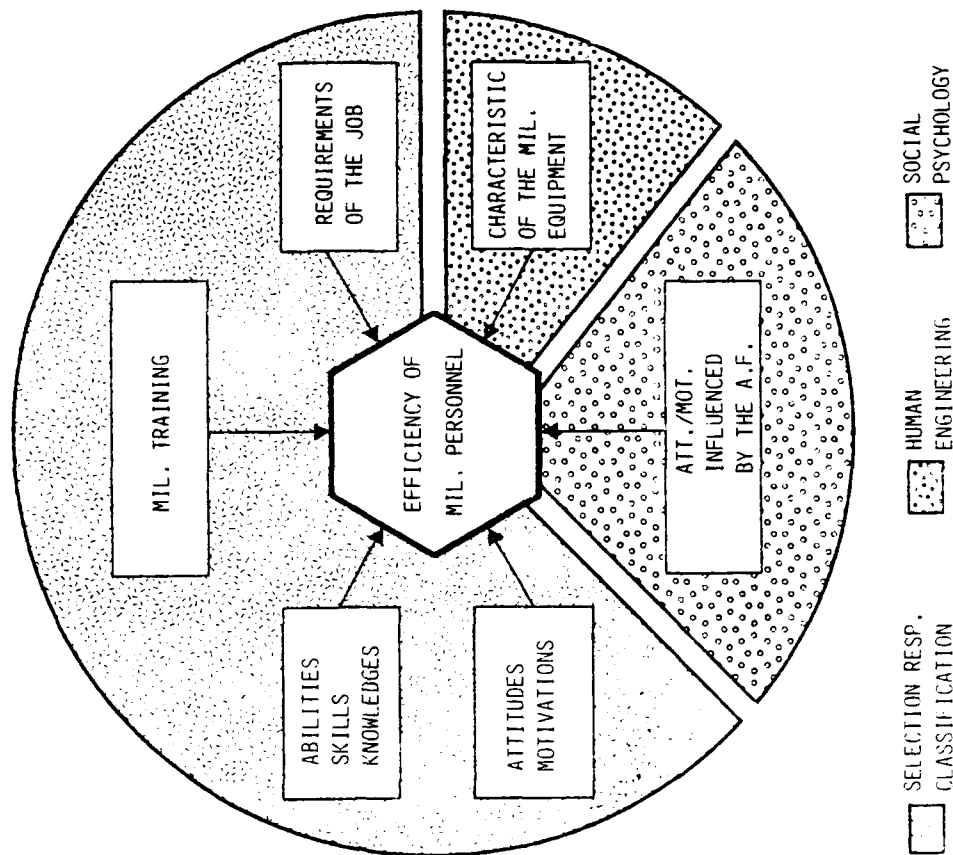 MIL. TRAINING
REQUIREMENTS
OF THE JOB
CHARACTERISTIC
OF THE MIL.
EQUIPMENT
ATT./MOT.
INFLUENCED
BY THE A.F.
ATTITUDES
MOTIVATIONS
ABILITIES
SKILLS
KNOWLEDGES
EFFICIENCY OF
MIL. PERSONNEL
SELECTION RESP.
CLASSIFICATION
HUMAN
ENGINEERING
SOCIAL
PSYCHOLOGY